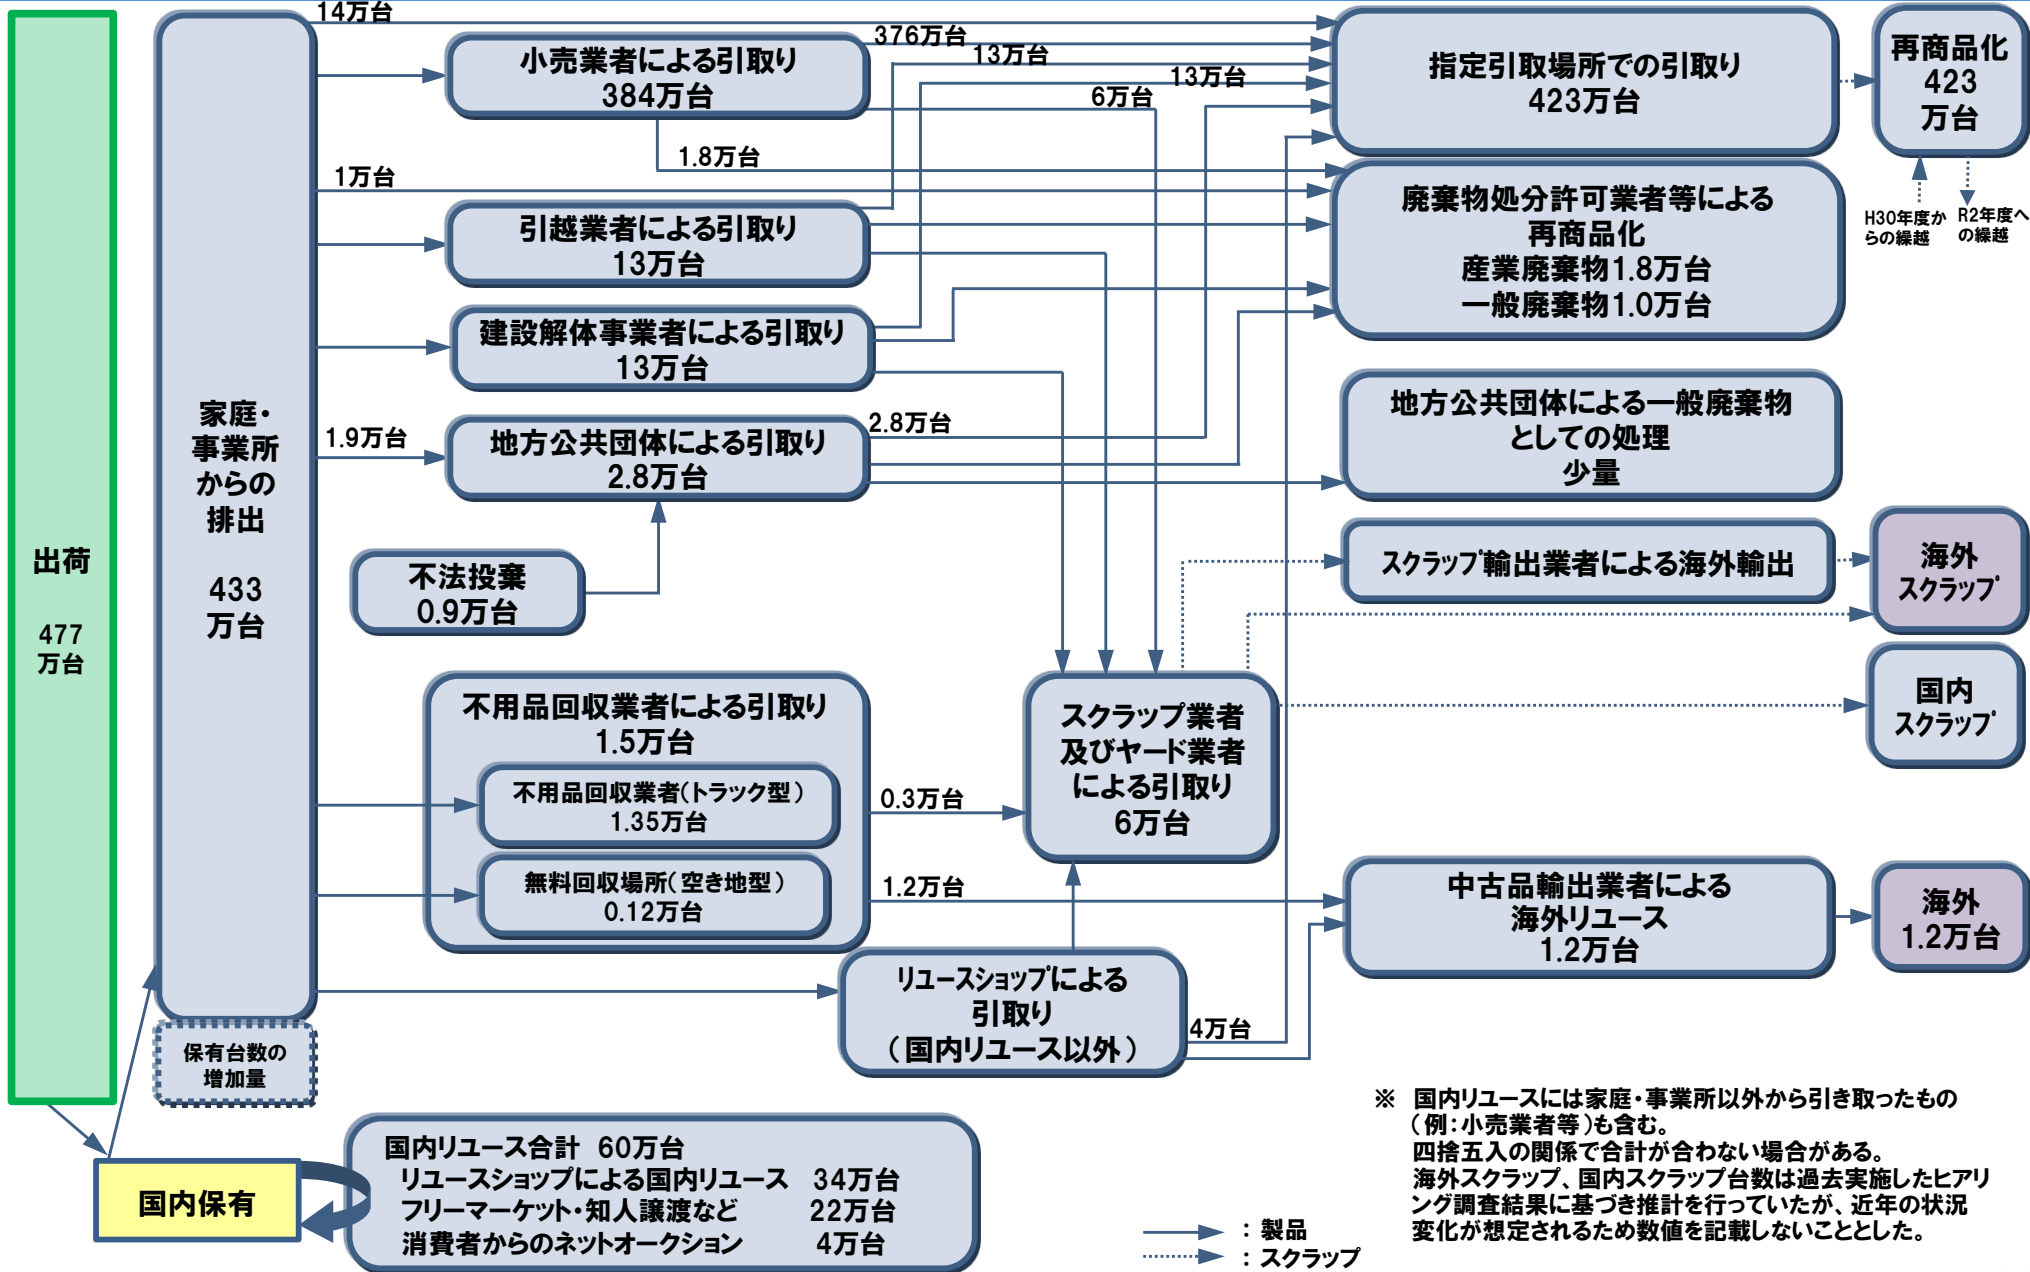 出荷
477
万台
家庭・
事業所
からの
排出
433
万台
保有台数の
増加量
国内保有
14万台
小売業者による引取り
384万台
376万台
13万台
13万台
6万台
1.8万台
1万台
引越業者による引取り
13万台
建設解体事業者による引取り
13万台
1.9万台
地方公共団体による引取り
2.8万台
2.8万台
不法投棄
0.9万台
不用品回収業者による引取り
1.5万台
不用品回収業者(トラック型)
1.35万台
無料回収場所(空き地型)
0.12万台
0.3万台
1.2万台
リユースショップによる
引取り
(国内リユース以外)
4万台
スクラップ業者
及びヤード業者
による引取り
6万台
指定引取場所での引取り
423万台
再商品化
423
万台
H30年度か
らの繰越
R2年度へ
の繰越
廃棄物処分許可業者等による
再商品化
産業廃棄物1.8万台
一般廃棄物1.0万台
地方公共団体による一般廃棄物
としての処理
少量
スクラップ輸出業者による海外輸出
海外
スクラップ
国内
スクラップ
中古品輸出業者による
海外リユース
1.2万台
海外
1.2万台
国内リユース合計 60万台
リユースショップによる国内リユース 34万台
フリーマーケット・知人譲渡など 22万台
消費者からのネットオークション 4万台
：製品
：スクラップ
※ 国内リユースには家庭・事業所以外から引き取ったもの
(例:小売業者等)も含む。
四捨五入の関係で合計が合わない場合がある。
海外スクラップ、国内スクラップ台数は過去実施したヒアリ
ング調査結果に基づき推計を行っていたが、近年の状況
変化が想定されるため数値を記載しないこととした。